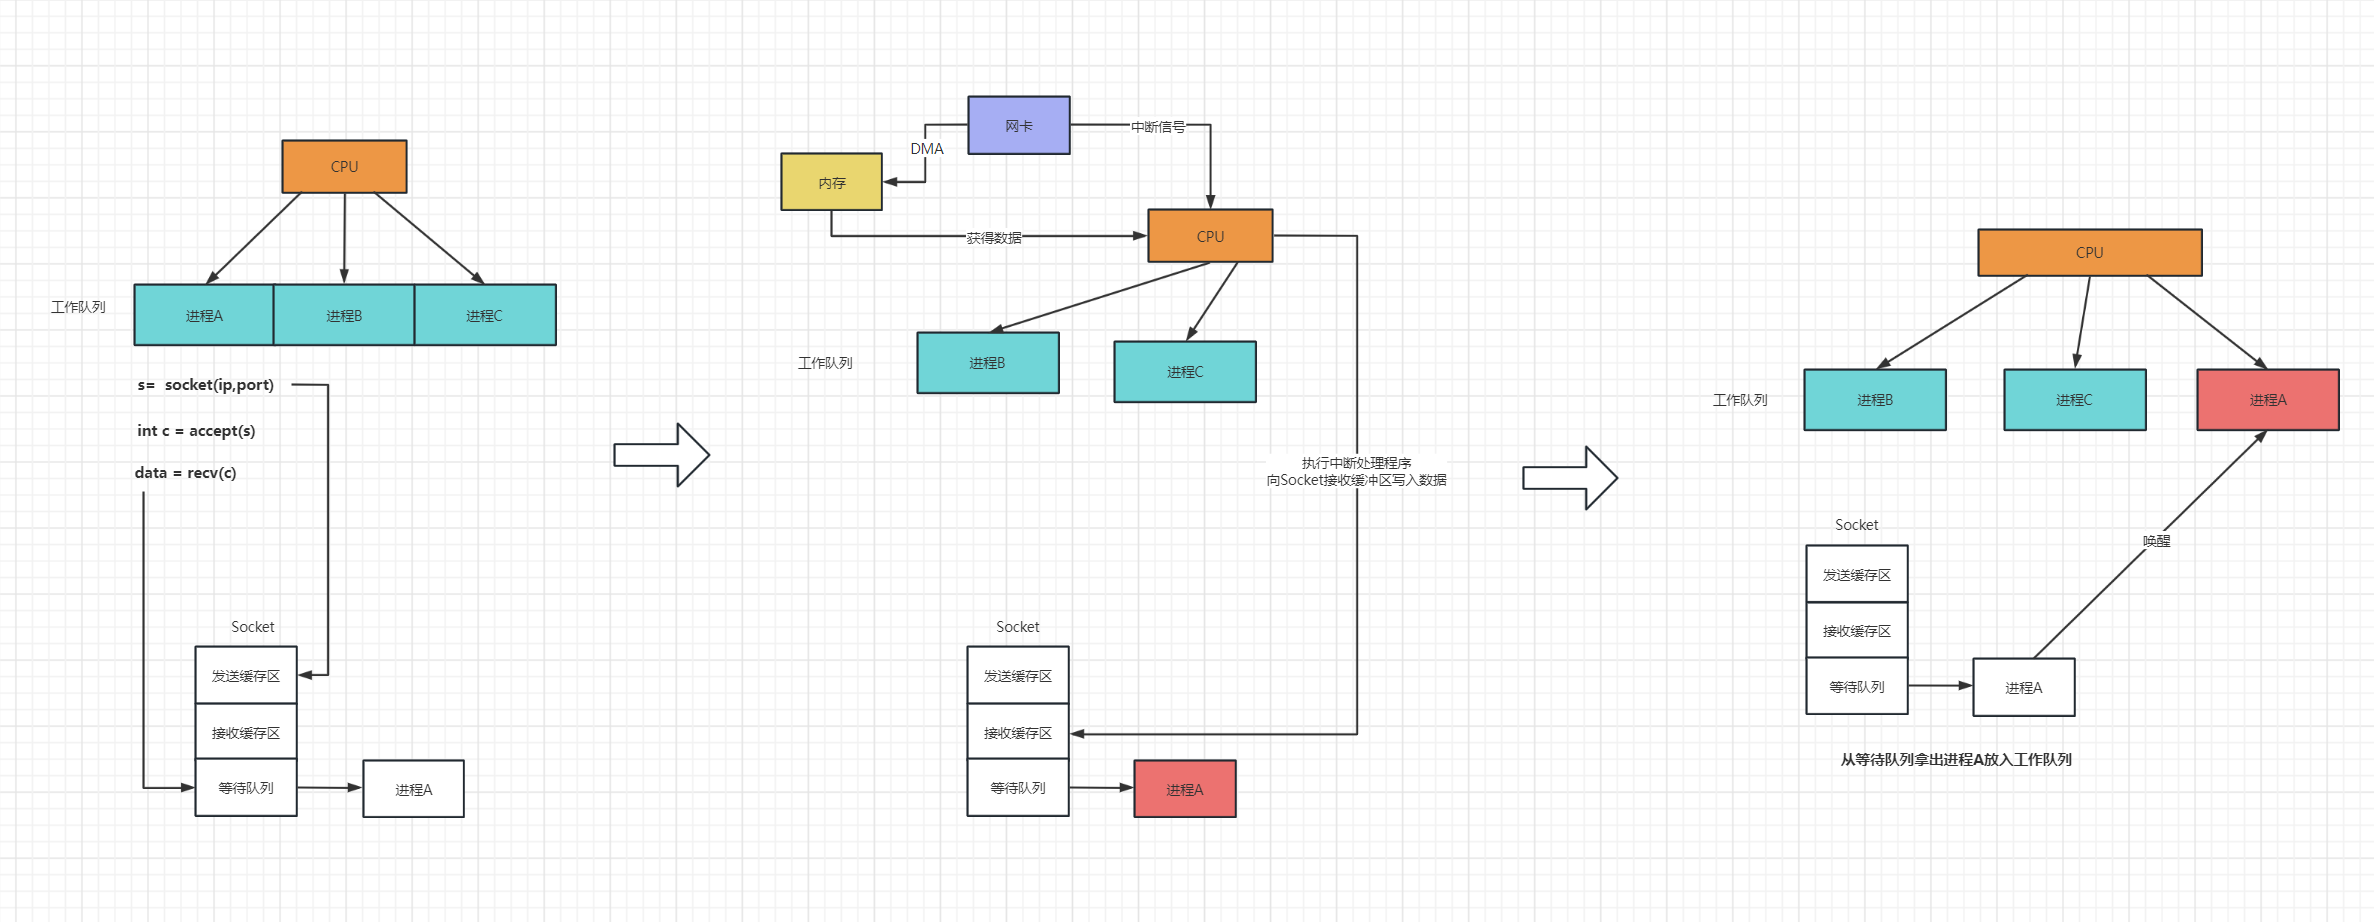 CPU
工作队列
进程A
进程B
进程C
s=  socket(ip,port)
int c = accept(s)
data = recv(c)
Socket
发送缓存区
接收缓存区
等待队列
进程A
网卡
中断信号
DMA
内存
获得数据
CPU
工作队列
进程B
进程C
执行中断处理程序
向Socket接收缓冲区写入数据
Socket
发送缓存区
接收缓存区
等待队列
进程A
CPU
工作队列
进程B
进程C
进程A
唤醒
Socket
发送缓存区
接收缓存区
等待队列
进程A
从等待队列拿出进程A放入工作队列